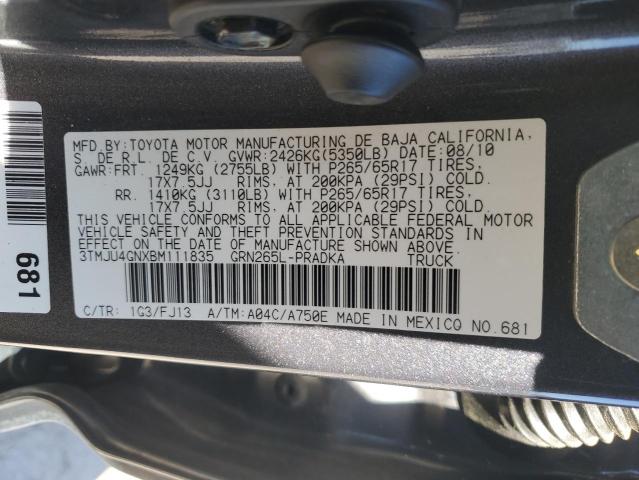 MFD.BY:TOYOTA MOTOR MANUFACTURING DE BAJA CALIFORNIA,
S. DE R.L. DE C.V. GVWR:2426KG(5350LB) DATE:08/10
GAWR:FRT. 1249KG (2755LB) WITH P265/65R17 TIRES,
17X7.5JJ RIMS, AT 200KPA (29PSI) COLD.
RR. 1410KG (3110LB) WITH P265/65R17 TIRES,
17X7.5JJ RIMS, AT 200KPA (29PSI) COLD.
THIS VEHICLE CONFORMS TO ALL APPLICABLE FEDERAL MOTOR
VEHICLE SAFETY AND THEFT PREVENTION STANDARDS IN
EFFECT ON THE DATE OF MANUFACTURE SHOWN ABOVE.
3TMJU4GNXBM111835 GRN265L-PRADKA TRUCK
C/TR: 1G3/FJ13 A/TM:A04C/A750E MADE IN MEXICO NO.681
681